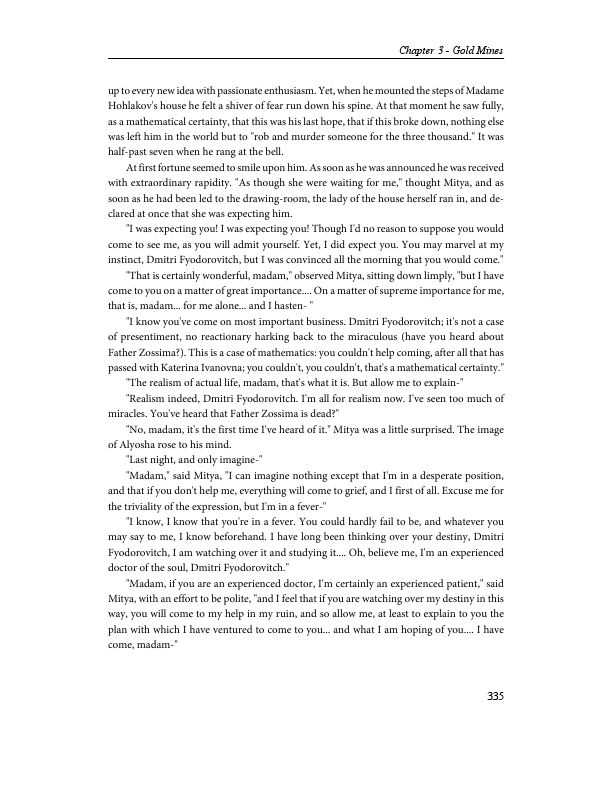 Chapter 3 - Gold Mines
up to every new idea with passionate enthusiasm. Yet, when he mounted the steps of Madame
Hohlakov's house he felt a shiver of fear run down his spine. At that moment he saw fully,
as a mathematical certainty, that this was his last hope, that if this broke down, nothing else
was left him in the world but to "rob and murder someone for the three thousand." It was
half-past seven when he rang at the bell.
At first fortune seemed to smile upon him. As soon as he was announced he was received
with extraordinary rapidity. "As though she were waiting for me," thought Mitya, and as
soon as he had been led to the drawing-room, the lady of the house herself ran in, and de-
clared at once that she was expecting him.
"I was expecting you! I was expecting you! Though I'd no reason to suppose you would
come to see me, as you will admit yourself. Yet, I did expect you. You may marvel at my
instinct, Dmitri Fyodorovitch, but I was convinced all the morning that you would come."
"That is certainly wonderful, madam," observed Mitya, sitting down limply, "but I have
come to you on a matter of great importance.... On a matter of supreme importance for me,
that is, madam... for me alone... and I hasten- "
"I know you've come on most important business. Dmitri Fyodorovitch; it's not a case
of presentiment, no reactionary harking back to the miraculous (have you heard about
Father Zossima?). This is a case of mathematics: you couldn't help coming, after all that has
passed with Katerina Ivanovna; you couldn't, you couldn't, that's a mathematical certainty."
"The realism of actual life, madam, that's what it is. But allow me to explain-"
"Realism indeed, Dmitri Fyodorovitch. I'm all for realism now. I've seen too much of
miracles. You've heard that Father Zossima is dead?"
"No, madam, it's the first time I've heard of it." Mitya was a little surprised. The image
of Alyosha rose to his mind.
"Last night, and only imagine-"
"Madam," said Mitya, "I can imagine nothing except that I'm in a desperate position,
and that if you don't help me, everything will come to grief, and I first of all. Excuse me for
the triviality of the expression, but I'm in a fever-"
"I know, I know that you're in a fever. You could hardly fail to be, and whatever you
may say to me, I know beforehand. I have long been thinking over your destiny, Dmitri
Fyodorovitch, I am watching over it and studying it.... Oh, believe me, I'm an experienced
doctor of the soul, Dmitri Fyodorovitch."
"Madam, if you are an experienced doctor, I'm certainly an experienced patient," said
Mitya, with an effort to be polite, "and I feel that if you are watching over my destiny in this
way, you will come to my help in my ruin, and so allow me, at least to explain to you the
plan with which I have ventured to come to you... and what I am hoping of you.... I have
come, madam-"
335